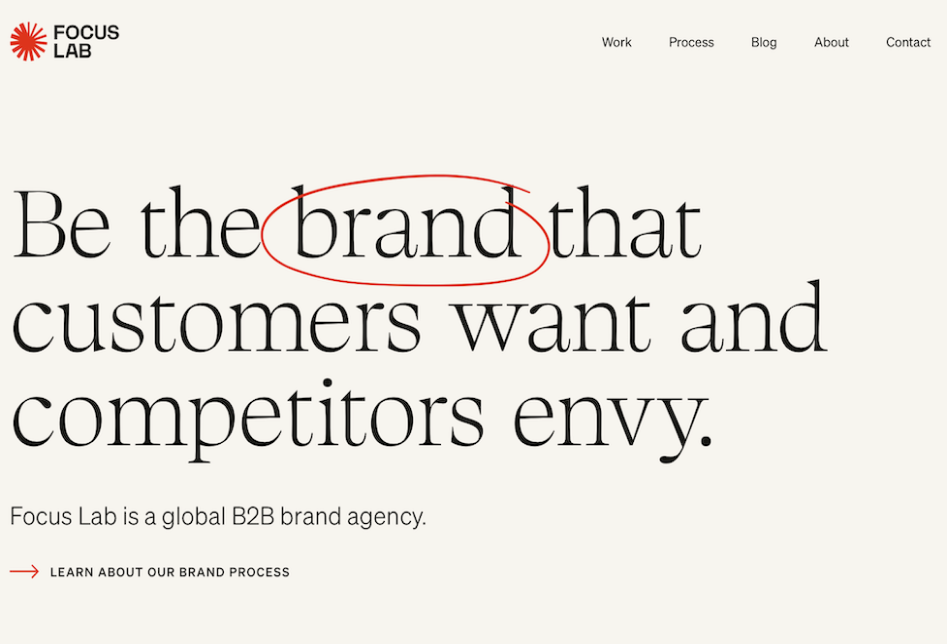 FOCUS
LAB
Work Process Blog About Contact
Be the brand that
customers want and
competitors envy.
Focus Lab is a global B2B brand agency.
LEARN ABOUT OUR BRAND PROCESS